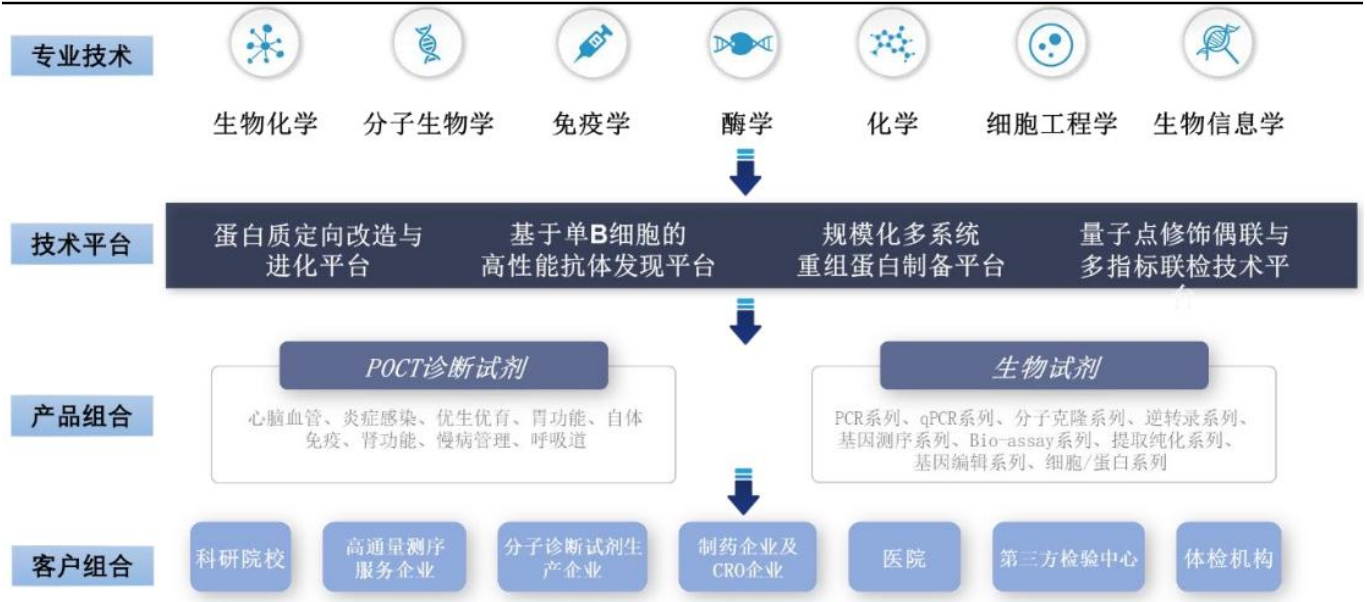 专业技术
生物化学 分子生物学 免疫学 酶学 化学 细胞工程学 生物信息学
技术平台
蛋白质定向改造与
进化平台
基于单B细胞的
高性能抗体发现平台
规模化多系统
重组蛋白制备平台
量子点修饰偶联与
多指标联检技术平
台
产品组合
POCT诊断试剂
心脑血管、炎症感染、优生优育、胃功能、自体
免疫、肾功能、慢病管理、呼吸道
生物试剂
PCR系列、qPCR系列、分子克隆系列、逆转录系列、
基因测序系列、Bio-assay系列、提取纯化系列、
基因编辑系列、细胞/蛋白系列
客户组合
科研院校
高通量测序
服务企业
分子诊断试剂生
产企业
制药企业及
CRO企业
医院
第三方检验中心
体检机构